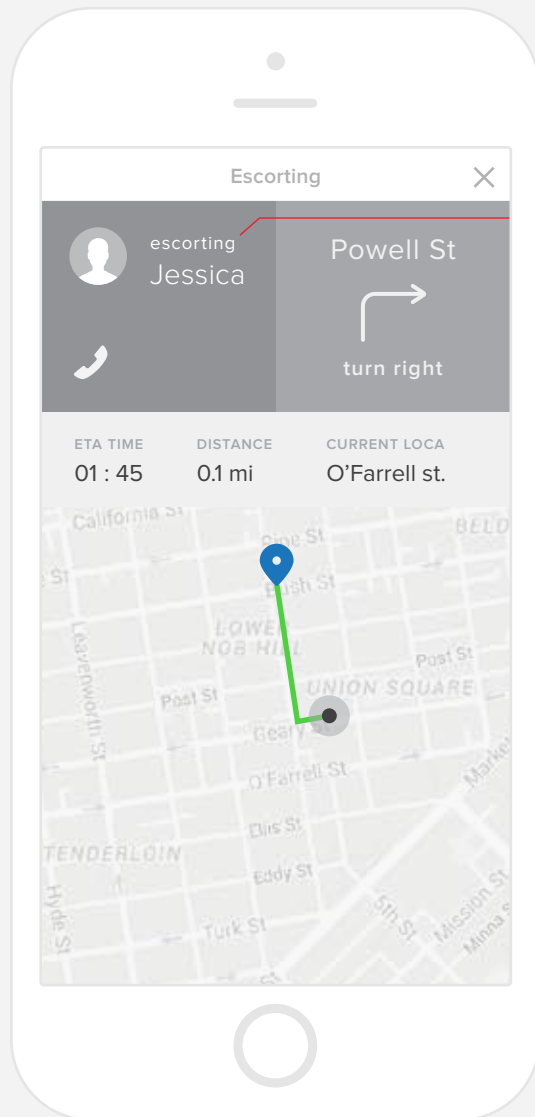 Escorting
escorting
Jessica
Powell St
turn right
ETA TIME
DISTANCE
CURRENT LOCA
01 : 45
0.1 mi
O'Farrell st.
California St
BELD
Pine St
St
Bush St
LOWER
NOB HILL
Leavenworth St
Post St
UNION SQUARE
Post St
Geary St
Market
O'Farrell St
Ellis St
TENDERLOIN
Eddy St
Hyde St
5th St
Mission St
Minna S
Turk St
St